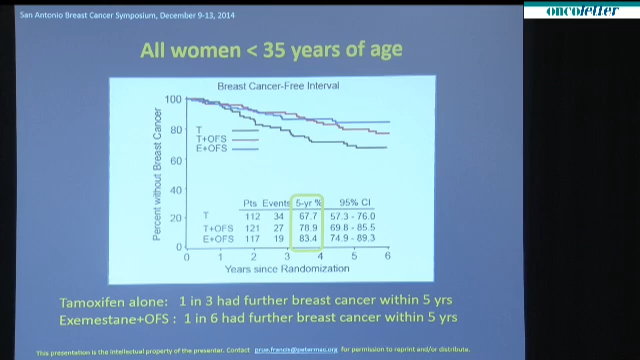 San Antonio Breast Cancer Symposium, December 9-13, 2014
oncoletter
All women < 35 years of age
Breast Cancer-Free Interval
Percent without Breast Cancer
100
80
60
40
20
0
T
T+OFS
E+OFS
Pts Events 5-yr % 95% CI
T 112 34 67.7 57.3 - 76.0
T+OFS 121 27 78.9 69.8 - 85.5
E+OFS 117 19 83.4 74.9 - 89.3
0 1 2 3 4 5 6
Years since Randomization
Tamoxifen alone: 1 in 3 had further breast cancer within 5 yrs
Exemestane+OFS : 1 in 6 had further breast cancer within 5 yrs
This presentation is the intellectual property of the presenter. Contact prue.francis@petermac.org for permission to reprint and/or distribute.